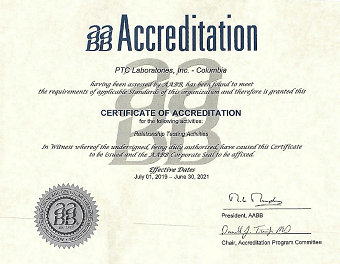 aa
BB Accreditation
PTC Laboratories, Inc. - Columbia
having been assessed by AABB, has been found to meet
the requirements of applicable Standards of this organization and therefore is granted this
CERTIFICATE OF ACCREDITATION
for the following activities:
Relationship Testing Activities
In Witness whereof the undersigned, being duly authorized, have caused this Certificate
to be issued and the AABB Corporate Seal to be affixed.
Effective Dates
July 01, 2019 – June 30, 2021
President, AABB
Chair, Accreditation Program Committee